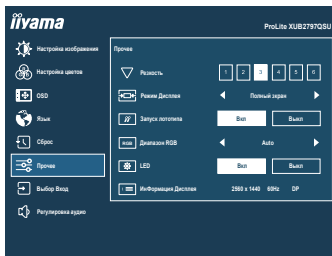 iiyama
ProLite XUB2797QSU
Настройка изображения
Настройка цветов
OSD
Язык
Сброс
Прочее
Выбор Вход
Регулировка аудио
Прочее
Резкость 1 2 3 4 5 6
Режим Дисплея Полный экран
Запуск логотипа Вкл Выкл
RGB Диапазон RGB Auto
LED Вкл Выкл
ИнФормация Дисплея 2560 x 1440 60Hz DP